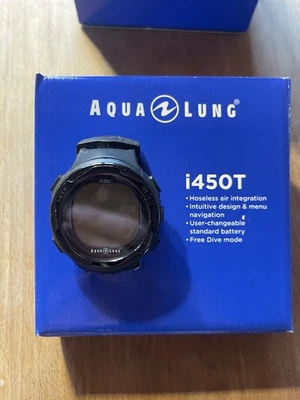 AQUA LUNG®
i450T
• Hoseless air integration
• Intuitive design & menu
navigation
• User-changeable
standard battery
• Free Dive mode
AQUA LUNG